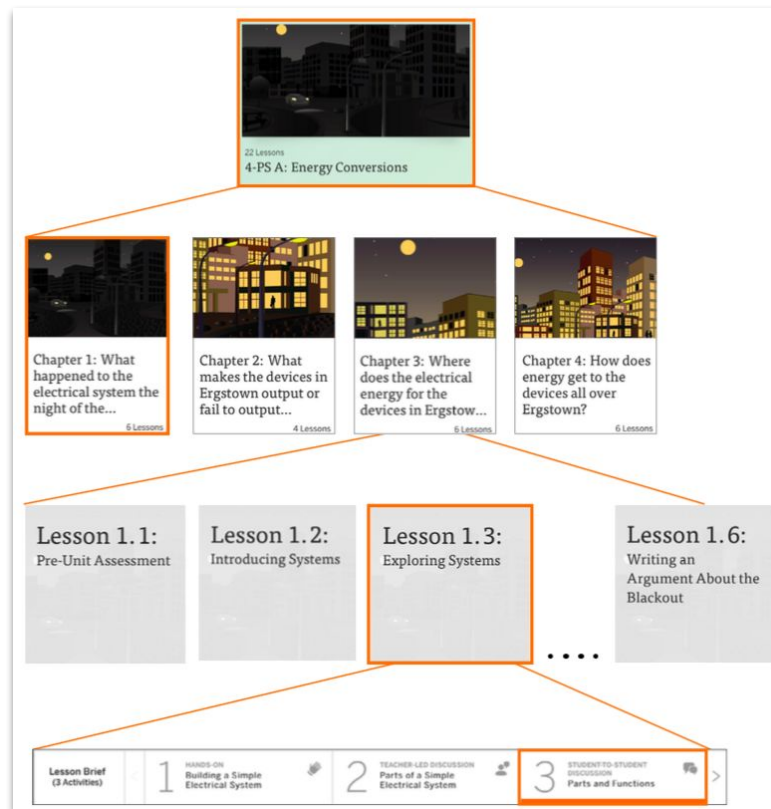 22 Lessons
4-PS A: Energy Conversions
Chapter 1: What
happened to the
electrical system the
night of the...
6 Lessons
Chapter 2: What
makes the devices in
Ergstown output or
fail to output...
4 Lessons
Chapter 3: Where
does the electrical
energy for the
devices in Ergstow...
6 Lessons
Chapter 4: How does
energy get to the
devices all over
Ergstown?
6 Lessons
Lesson 1.1:
Pre-Unit Assessment
Lesson 1.2:
Introducing Systems
Lesson 1.3:
Exploring Systems
....
Lesson 1.6:
Writing an
Argument About the
Blackout
Lesson Brief
(3 Activities)
1
HANDS-ON
Building a Simple
Electrical System
2
TEACHER-LED DISCUSSION
Parts of a Simple
Electrical System
3
STUDENT-TO-STUDENT
DISCUSSION
Parts and Functions